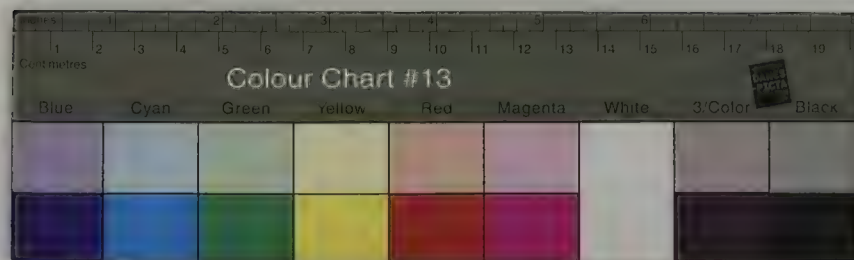 INCHES 1 2 3 4 5 6 7
1 2 3 4 5 6 7 8 9 10 11 12 13 14 15 16 17 18 19
Centimetres
Colour Chart #13
DANES
PICTA
Blue Cyan Green Yellow Red Magenta White 3/Color Black